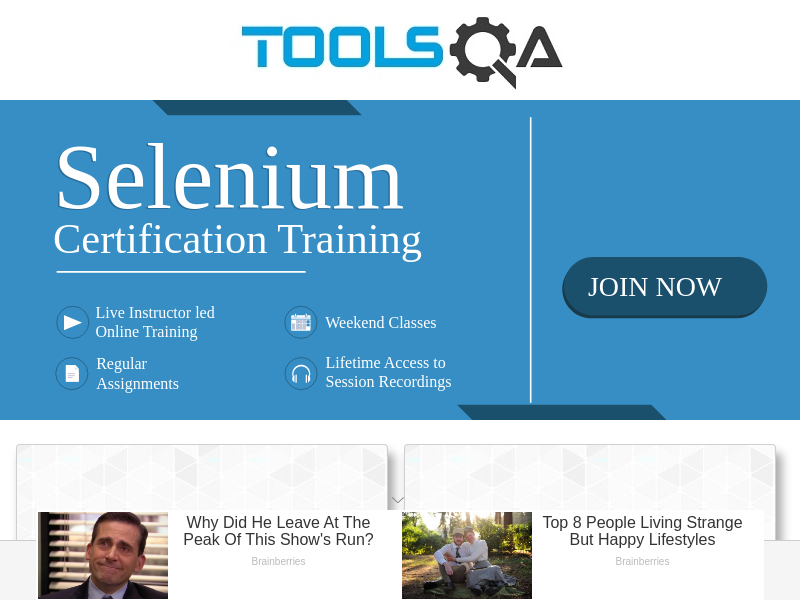 TOOLSQA
Selenium
Certification Training
JOIN NOW
Live Instructor led
Online Training
Weekend Classes
Regular
Assignments
Lifetime Access to
Session Recordings
Why Did He Leave At The
Peak Of This Show's Run?
Brainberries
Top 8 People Living Strange
But Happy Lifestyles
Brainberries